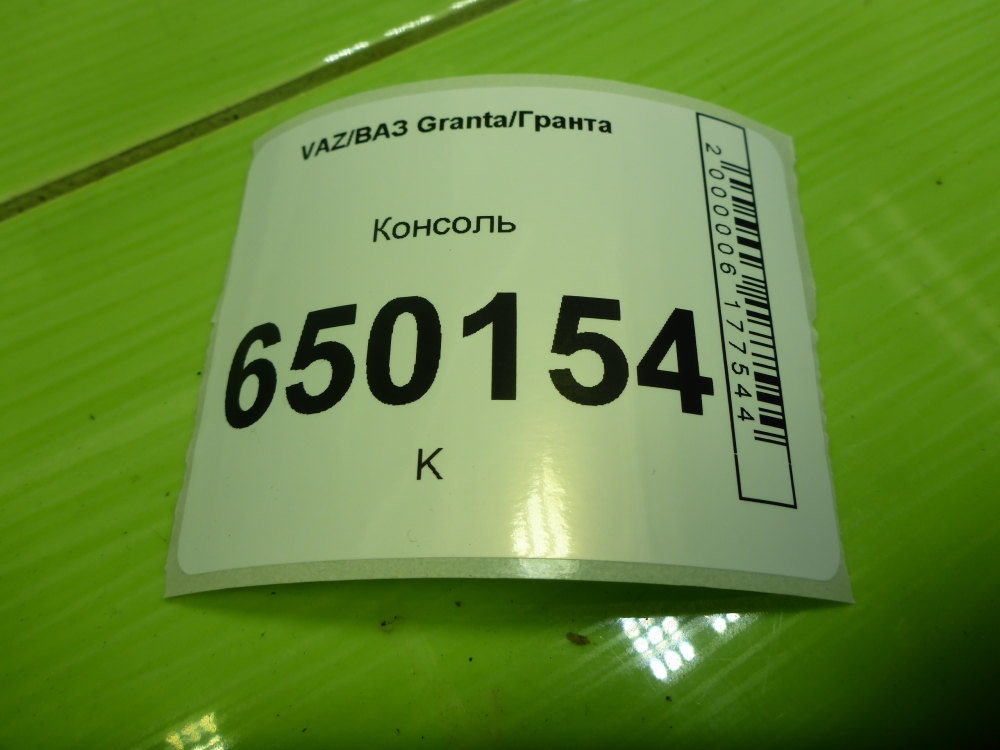 VAZ/ВАЗ Granta/Гранта
Консоль
650154
К
2000006177544